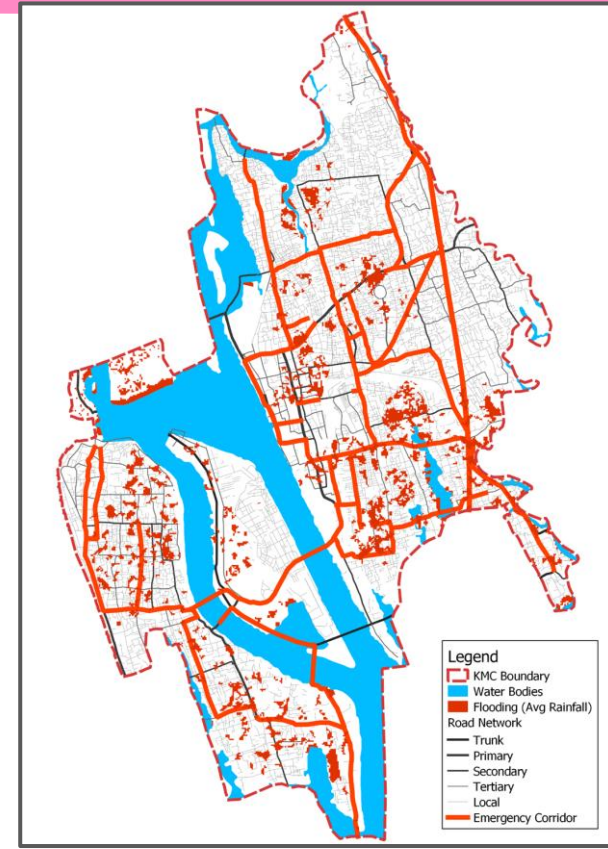 Legend
KMC Boundary
Water Bodies
Flooding (Avg Rainfall)
Road Network
Trunk
Primary
Secondary
Tertiary
Local
Emergency Corridor